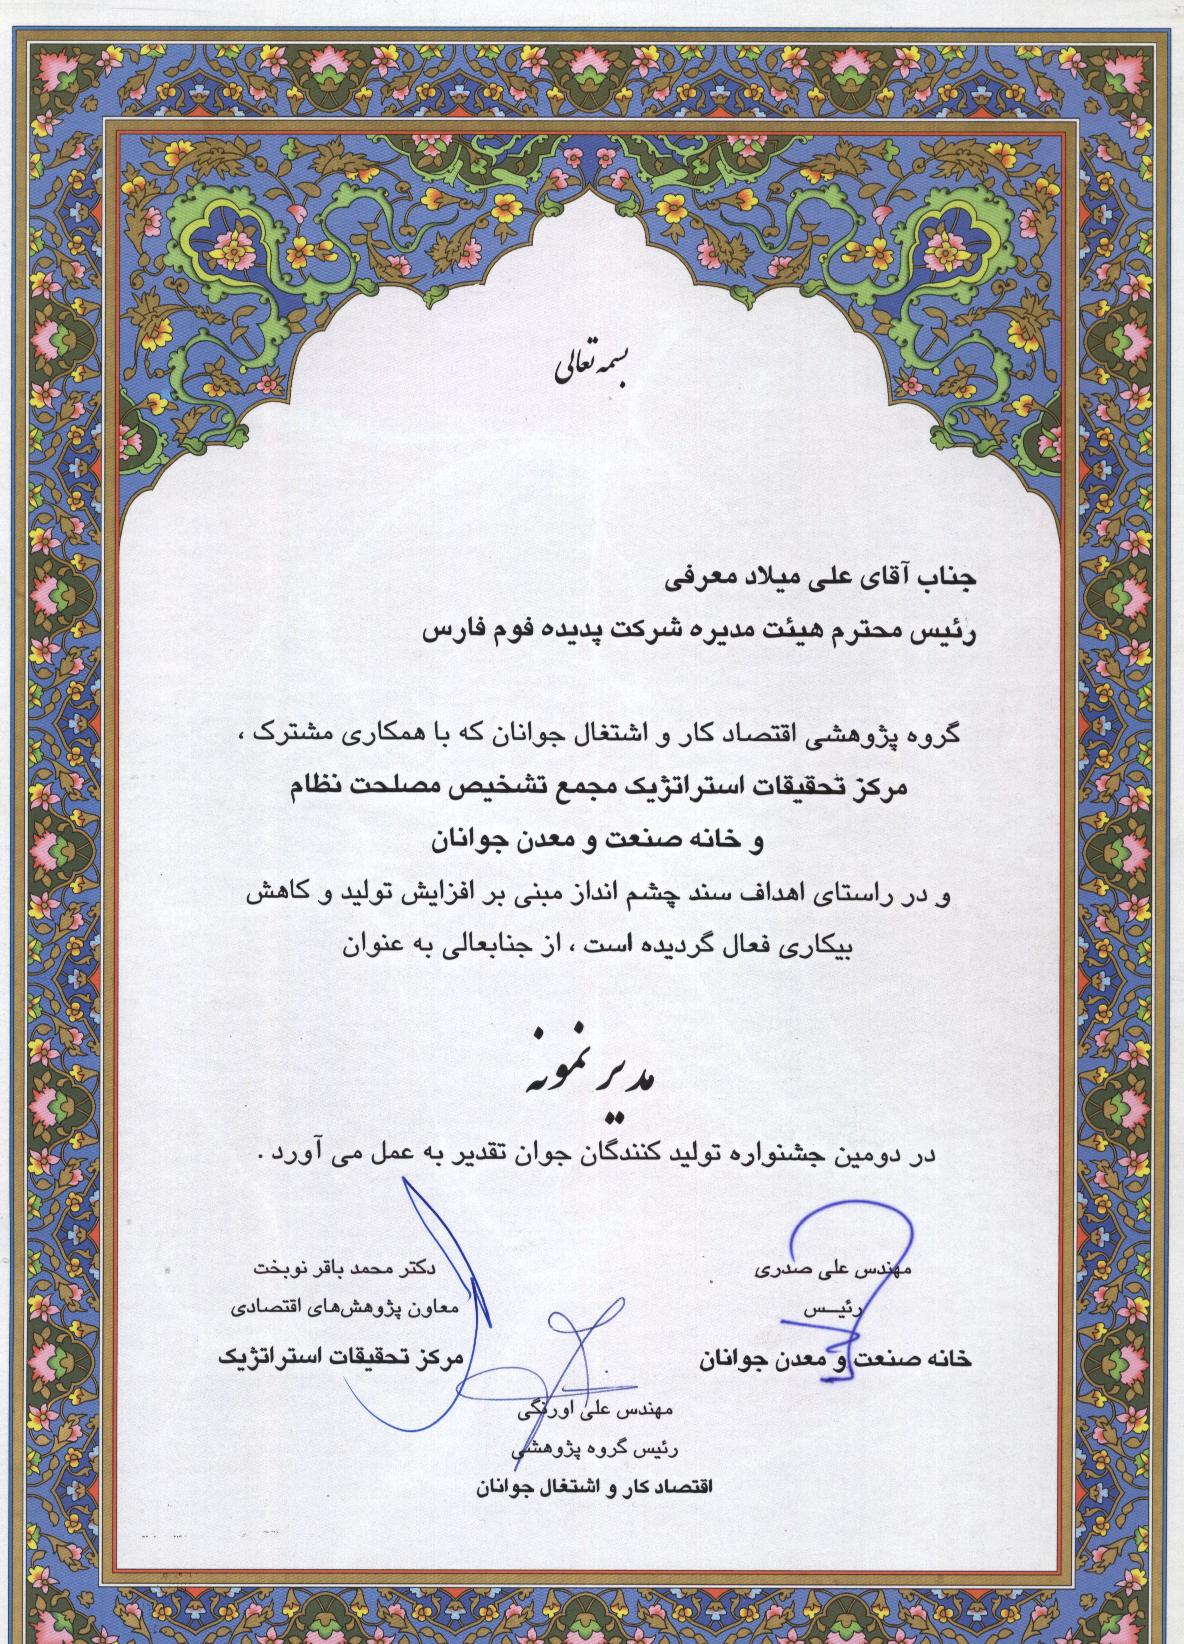 بسمه تعالی
جناب آقای علی میلاد معرفی
رئیس محترم هیئت مدیره شرکت پدیده فوم فارس
گروه پژوهشی اقتصاد کار و اشتغال جوانان که با همکاری مشترک ،
مرکز تحقیقات استراتژیک مجمع تشخیص مصلحت نظام
و خانه صنعت و معدن جوانان
و در راستای اهداف سند چشم انداز مبنی بر افزایش تولید و کاهش
بیکاری فعال گردیده است ، از جنابعالی به عنوان
مدیر نمونه
در دومین جشنواره تولید کنندگان جوان تقدیر به عمل می آورد .
مهندس علی صدری
رئیــس
خانه صنعت و معدن جوانان
دکتر محمد باقر نوبخت
معاون پژوهش‌های اقتصادی
مرکز تحقیقات استراتژیک
مهندس علی اورنگی
رئیس گروه پژوهشی
اقتصاد کار و اشتغال جوانان